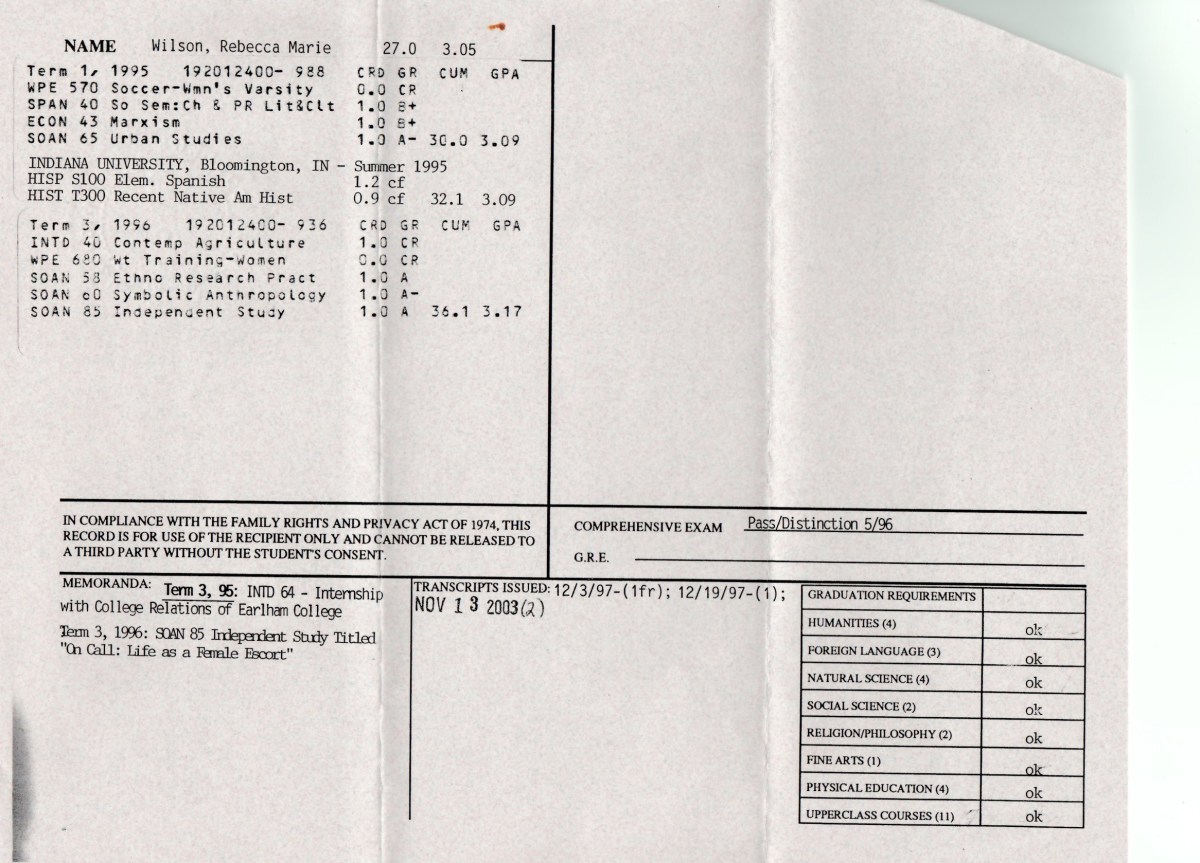 NAME Wilson, Rebecca Marie 27.0 3.05
Term 1, 1995 192012400- 988 CRD GR CUM GPA
WPE 570 Soccer-Wmn's Varsity 0.0 CR
SPAN 40 So Sem:Ch & PR Lit&Clt 1.0 B+
ECON 43 Marxism 1.0 B+
SOAN 65 Urban Studies 1.0 A- 30.0 3.09
INDIANA UNIVERSITY, Bloomington, IN - Summer 1995
HISP S100 Elem. Spanish 1.2 cf
HIST T300 Recent Native Am Hist 0.9 cf 32.1 3.09
Term 3, 1996 192012400- 936 CRD GR CUM GPA
INTD 40 Contemp Agriculture 1.0 CR
WPE 680 Wt Training-Women 0.0 CR
SOAN 58 Ethno Research Pract 1.0 A
SOAN 60 Symbolic Anthropology 1.0 A-
SOAN 85 Independent Study 1.0 A 36.1 3.17
IN COMPLIANCE WITH THE FAMILY RIGHTS AND PRIVACY ACT OF 1974, THIS
RECORD IS FOR USE OF THE RECIPIENT ONLY AND CANNOT BE RELEASED TO
A THIRD PARTY WITHOUT THE STUDENT'S CONSENT.
COMPREHENSIVE EXAM Pass/Distinction 5/96
G.R.E.
MEMORANDA: Term 3, 95: INTD 64 - Internship
with College Relations of Earlham College
Term 3, 1996: SOAN 85 Independent Study Titled
"On Call: Life as a Female Escort"
TRANSCRIPTS ISSUED: 12/3/97-(1fr); 12/19/97-(1);
NOV 13 2003(2)
GRADUATION REQUIREMENTS
HUMANITIES (4) ok
FOREIGN LANGUAGE (3) ok
NATURAL SCIENCE (4) ok
SOCIAL SCIENCE (2) ok
RELIGION/PHILOSOPHY (2) ok
FINE ARTS (1) ok
PHYSICAL EDUCATION (4) ok
UPPERCLASS COURSES (11) ok